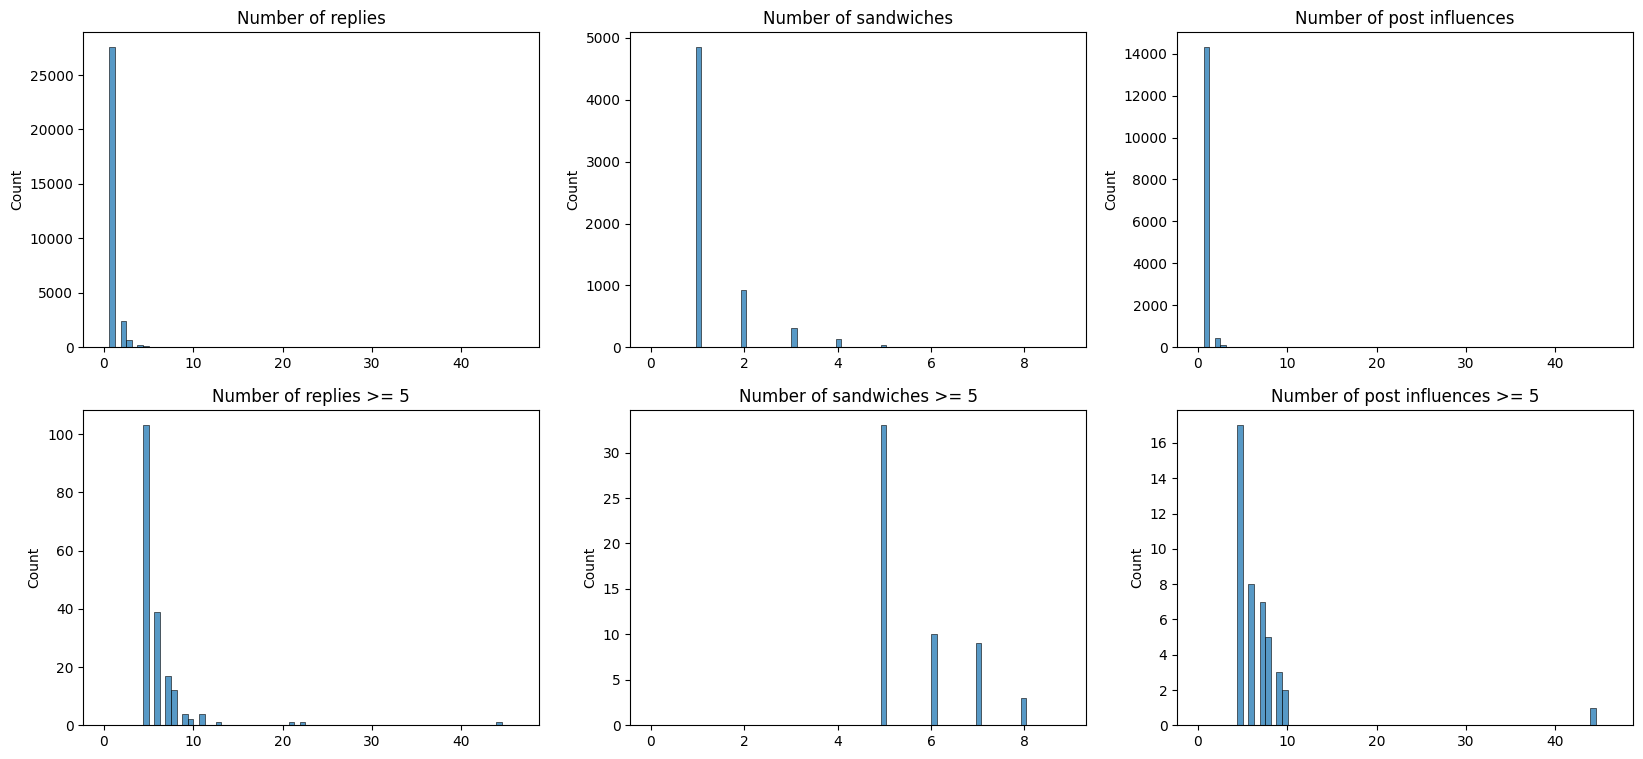 Number of replies
Count
25000
20000
15000
10000
5000
0
0 10 20 30 40
Number of sandwiches
Count
5000
4000
3000
2000
1000
0
0 2 4 6 8
Number of post influences
Count
14000
12000
10000
8000
6000
4000
2000
0
0 10 20 30 40
Number of replies >= 5
Count
100
80
60
40
20
0
0 10 20 30 40
Number of sandwiches >= 5
Count
30
25
20
15
10
5
0
0 2 4 6 8
Number of post influences >= 5
Count
16
14
12
10
8
6
4
2
0
0 10 20 30 40